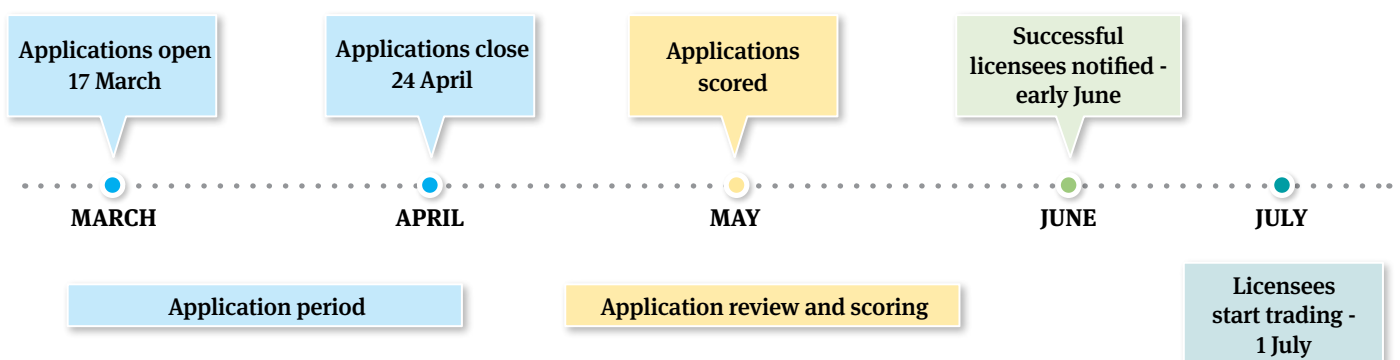 Applications open
17 March
Applications close
24 April
Applications
scored
Successful
licensees notified -
early June
MARCH
APRIL
MAY
JUNE
JULY
Application period
Application review and scoring
Licensees
start trading -
1 July